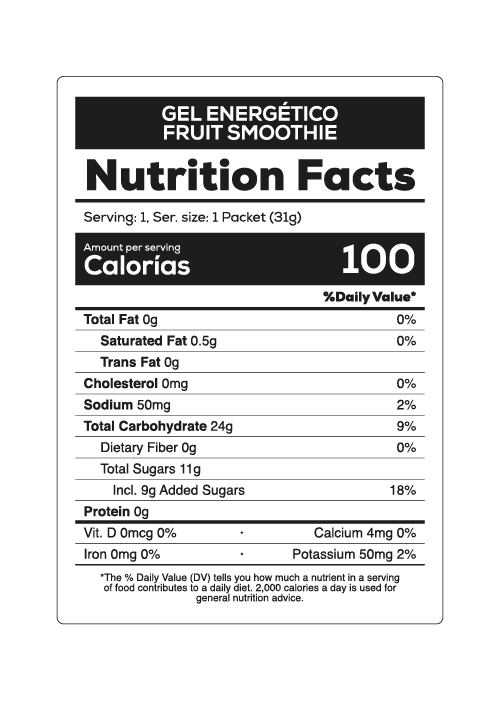 GEL ENERGÉTICO
FRUIT SMOOTHIE
Nutrition Facts
Serving: 1, Ser. size: 1 Packet (31g)
Amount per serving
Calorías 100
%Daily Value*
Total Fat 0g 0%
Saturated Fat 0.5g 0%
Trans Fat 0g
Cholesterol 0mg 0%
Sodium 50mg 2%
Total Carbohydrate 24g 9%
Dietary Fiber 0g 0%
Total Sugars 11g
Incl. 9g Added Sugars 18%
Protein 0g
Vit. D 0mcg 0% · Calcium 4mg 0%
Iron 0mg 0% · Potassium 50mg 2%
*The % Daily Value (DV) tells you how much a nutrient in a serving
of food contributes to a daily diet. 2,000 calories a day is used for
general nutrition advice.